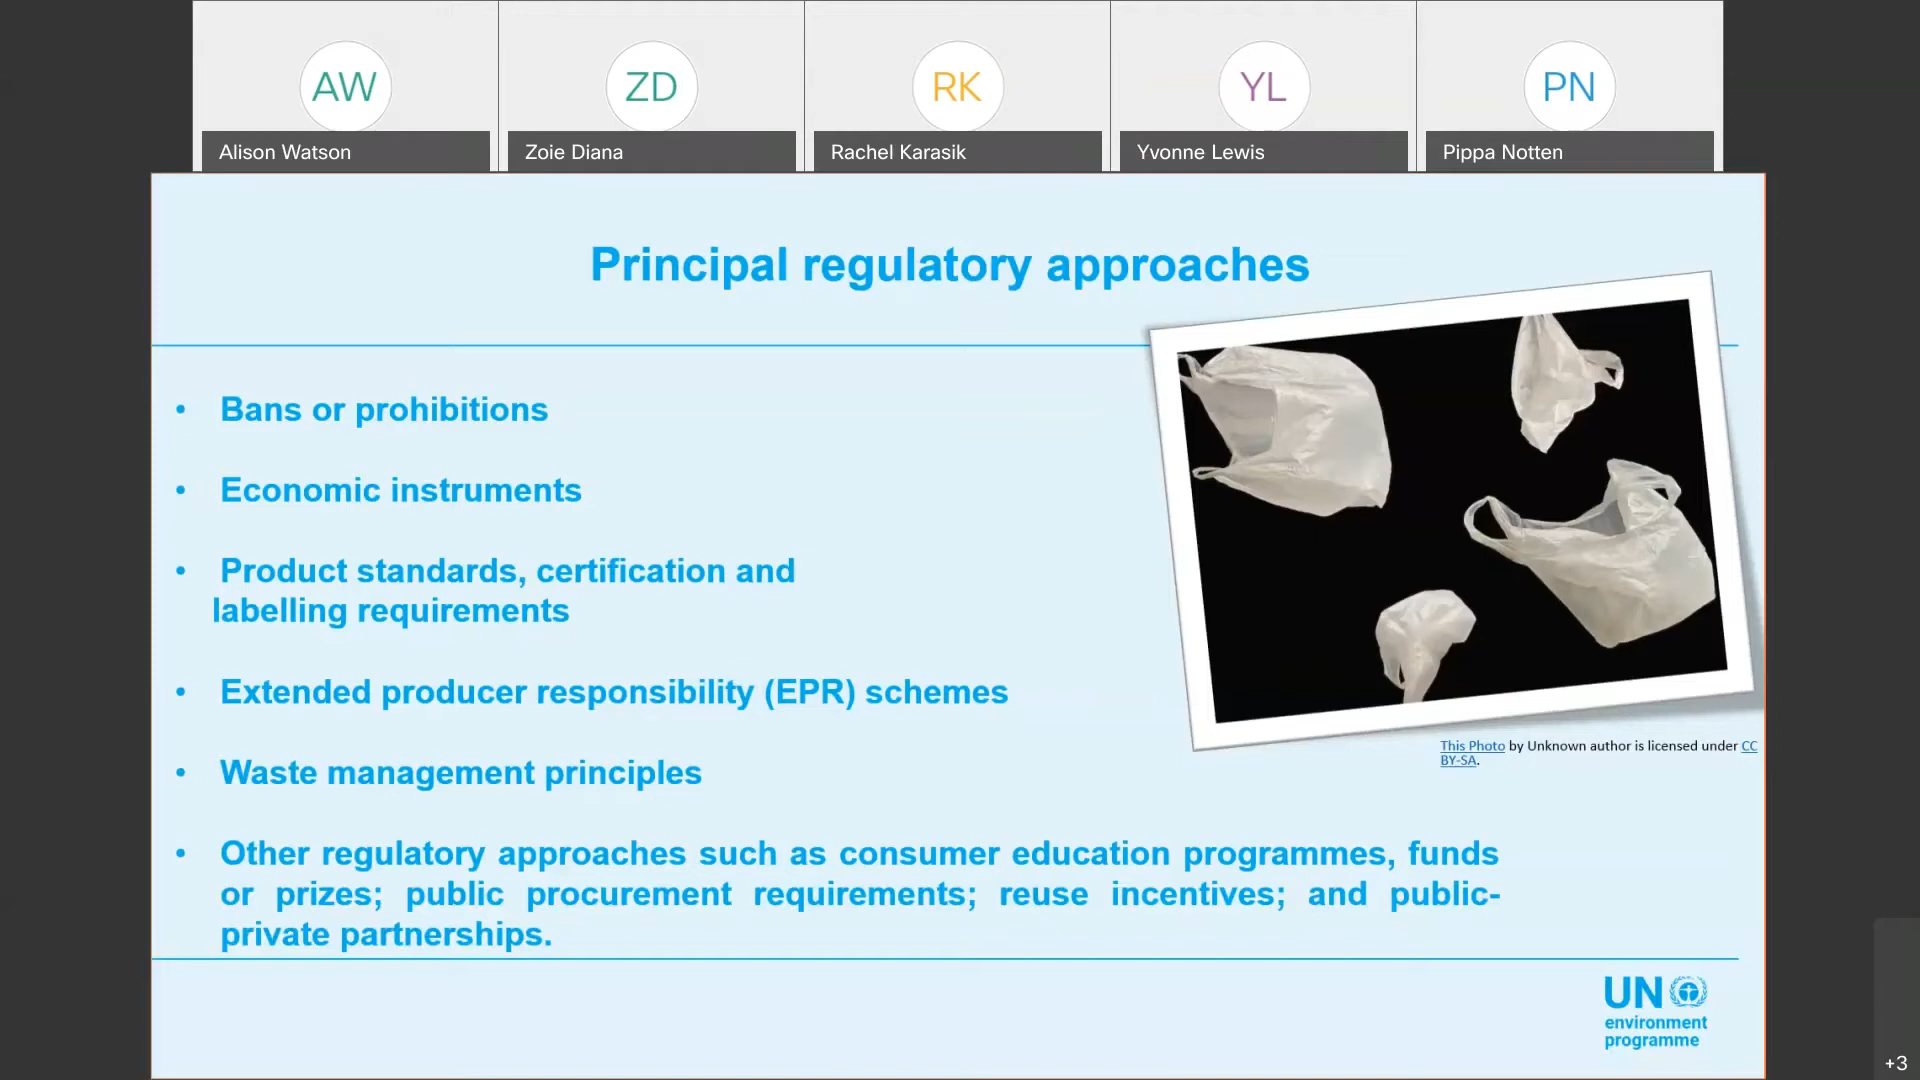 AW
ZD
RK
YL
PN
Alison Watson
Zoie Diana
Rachel Karasik
Yvonne Lewis
Pippa Notten
Principal regulatory approaches
• Bans or prohibitions
• Economic instruments
• Product standards, certification and
labelling requirements
• Extended producer responsibility (EPR) schemes
• Waste management principles
• Other regulatory approaches such as consumer education programmes, funds
or prizes; public procurement requirements; reuse incentives; and public-
private partnerships.
This Photo by Unknown author is licensed under CC
BY-SA.
UN
environment
programme
+3